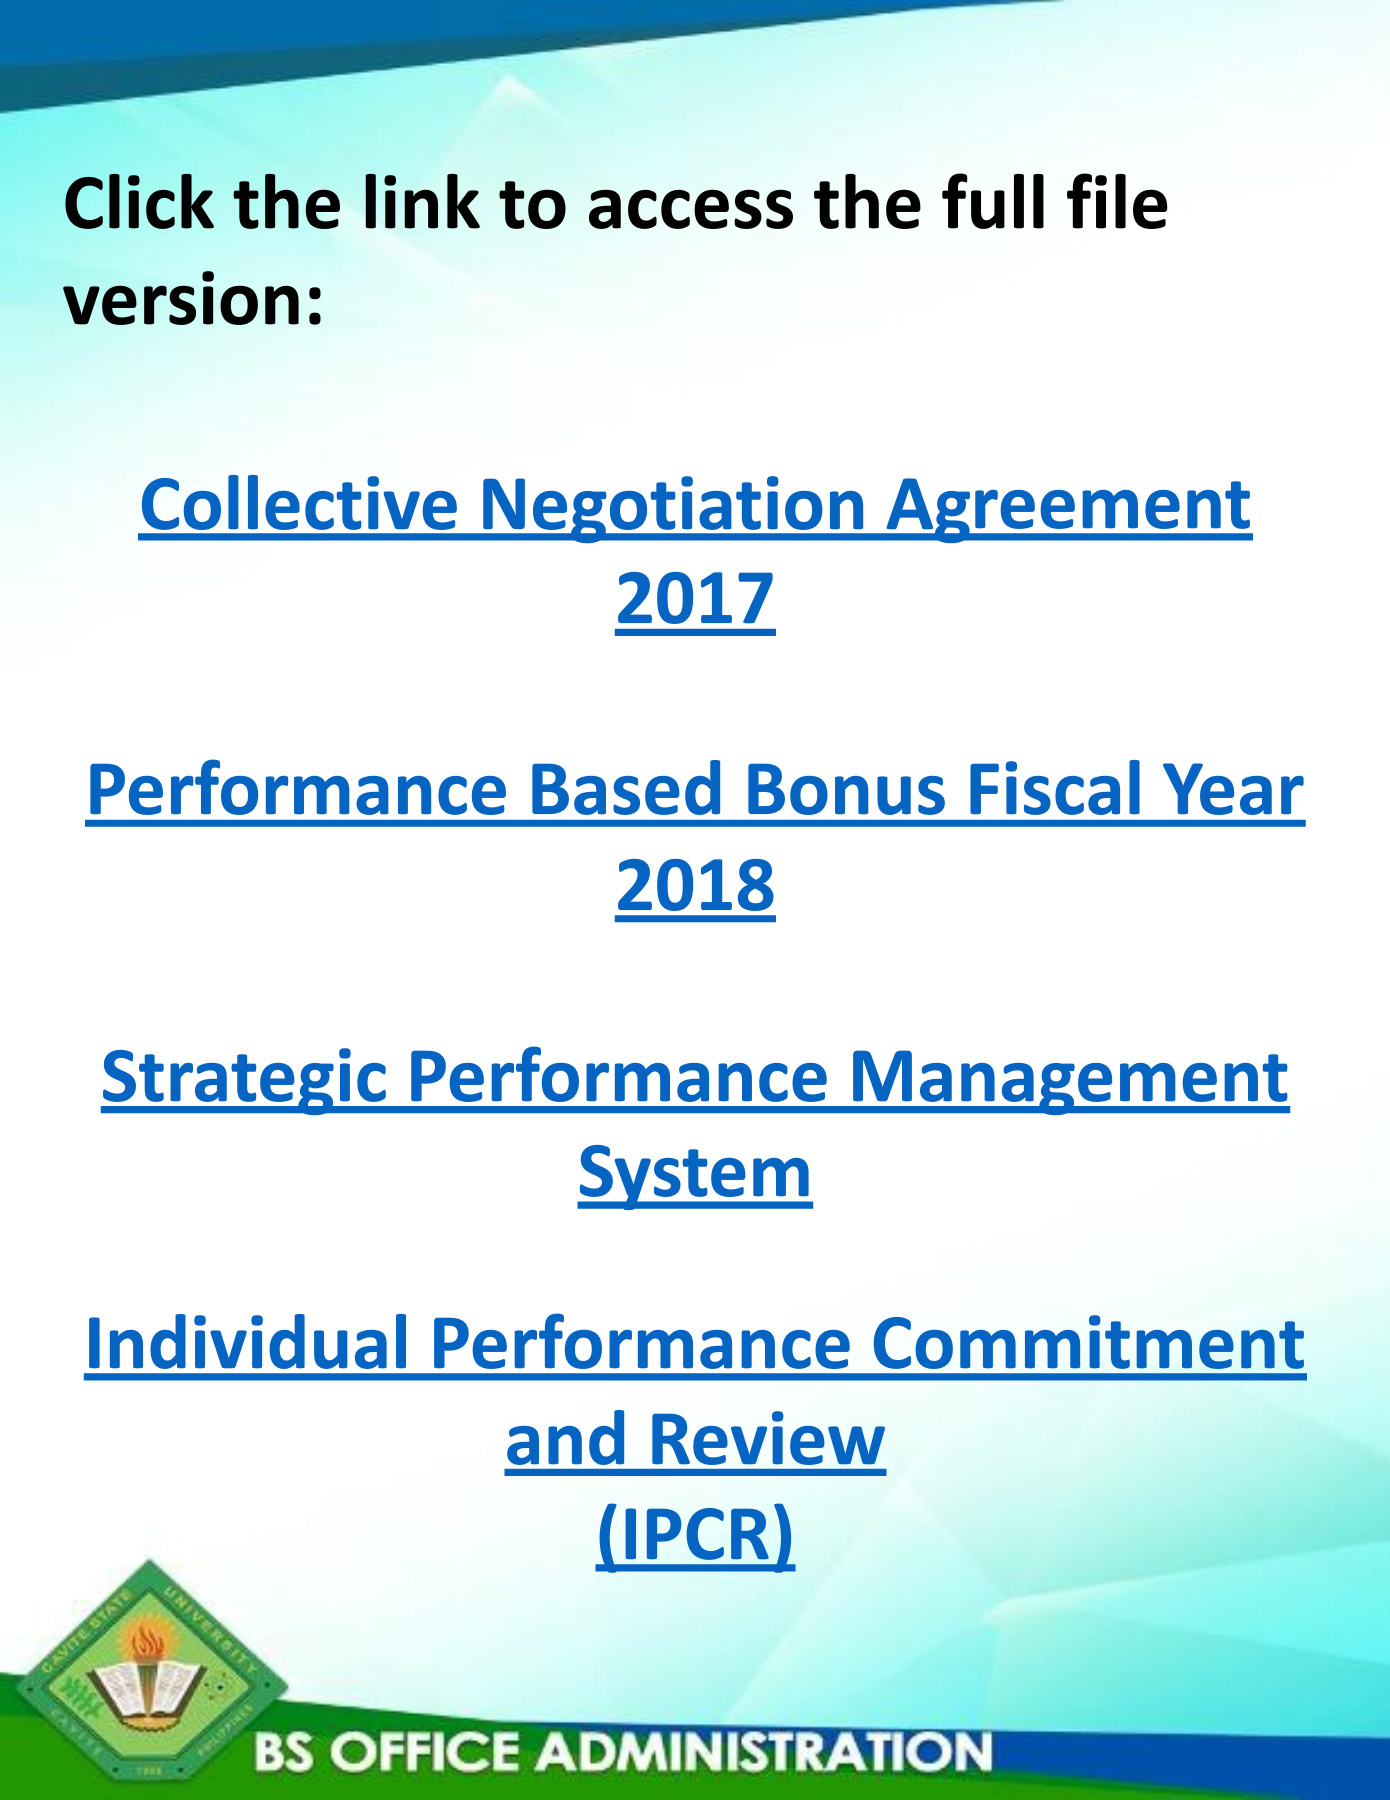 Click the link to access the full file
version:
Collective Negotiation Agreement
2017
Performance Based Bonus Fiscal Year
2018
Strategic Performance Management
System
Individual Performance Commitment
and Review
(IPCR)
CAVITE STATE
UNIVERSITY
CAVITE
PHILIPPINES
1906
BS OFFICE ADMINISTRATION